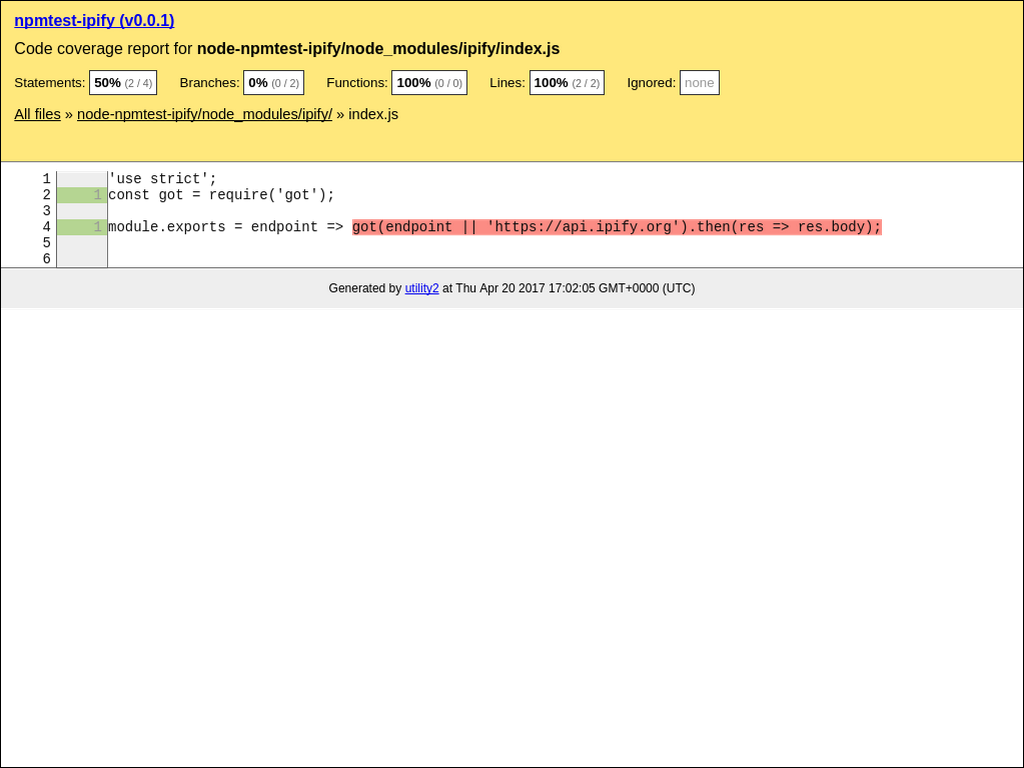 npmtest-ipify (v0.0.1)
Code coverage report for node-npmtest-ipify/node_modules/ipify/index.js
Statements: 50% (2 / 4) Branches: 0% (0 / 2) Functions: 100% (0 / 0) Lines: 100% (2 / 2) Ignored: none
All files » node-npmtest-ipify/node_modules/ipify/ » index.js
1 'use strict';
2 1 const got = require('got');
3
4 1 module.exports = endpoint => got(endpoint || 'https://api.ipify.org').then(res => res.body);
5
6
Generated by utility2 at Thu Apr 20 2017 17:02:05 GMT+0000 (UTC)